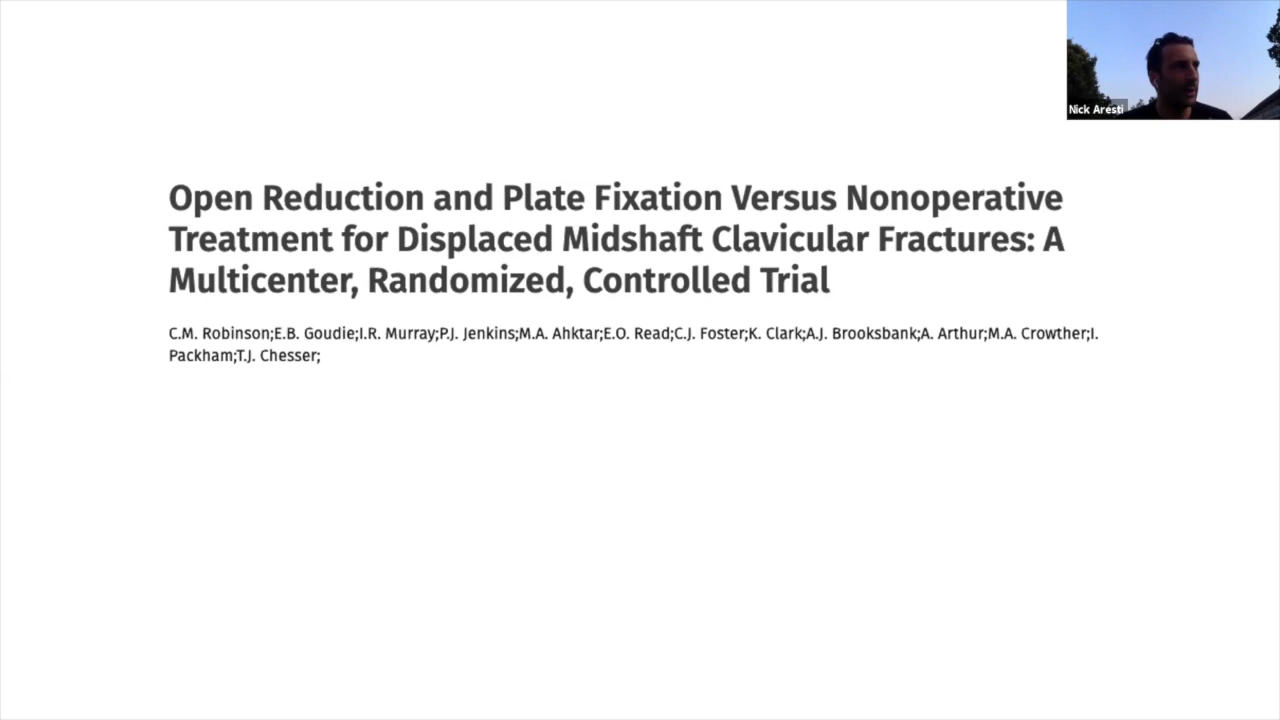 Nick Aresti
Open Reduction and Plate Fixation Versus Nonoperative
Treatment for Displaced Midshaft Clavicular Fractures: A
Multicenter, Randomized, Controlled Trial
C.M. Robinson;E.B. Goudie;I.R. Murray;P.J. Jenkins;M.A. Ahktar;E.O. Read;C.J. Foster;K. Clark;A.J. Brooksbank;A. Arthur;M.A. Crowther;I.
Packham;T.J. Chesser;